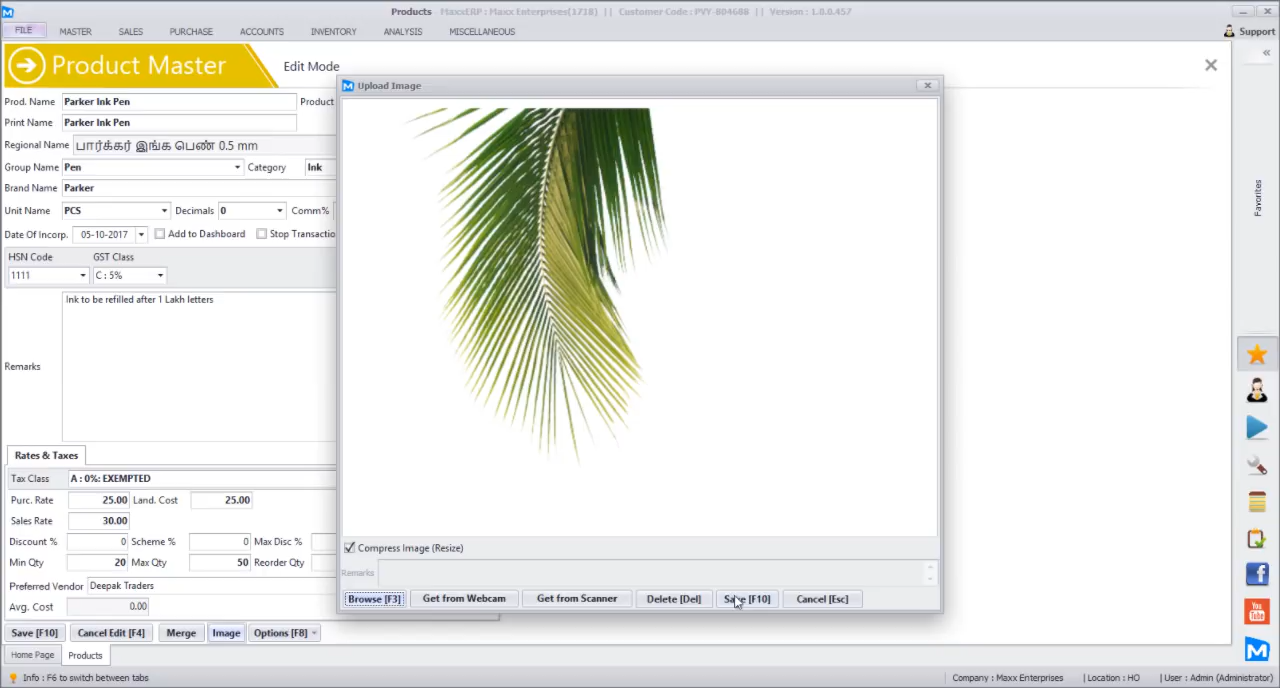 Products MaxxERP : Maxx Enterprises(1718) || Customer Code : PVY-804688 || Version : 1.0.0.457
FILE MASTER SALES PURCHASE ACCOUNTS INVENTORY ANALYSIS MISCELLANEOUS Support
Product Master Edit Mode
Upload Image
Prod. Name Parker Ink Pen Product
Print Name Parker Ink Pen
Regional Name பார்க்கர் இங்க பெண் 0.5 mm
Group Name Pen Category Ink
Brand Name Parker
Unit Name PCS Decimals 0 Comm%
Date Of Incorp. 05-10-2017 Add to Dashboard Stop Transactio
HSN Code GST Class
1111 C : 5%
Ink to be refilled after 1 Lakh letters
Remarks
Rates & Taxes
Tax Class A : 0%: EXEMPTED
Purc. Rate 25.00 Land. Cost 25.00
Sales Rate 30.00
Discount % 0 Scheme % 0 Max Disc %
Min Qty 20 Max Qty 50 Reorder Qty
Preferred Vendor Deepak Traders
Avg. Cost 0.00
Compress Image (Resize)
Remarks
Browse [F3] Get from Webcam Get from Scanner Delete [Del] Save [F10] Cancel [Esc]
Save [F10] Cancel Edit [F4] Merge Image Options [F8]
Home Page Products
Info : F6 to switch between tabs Company : Maxx Enterprises | Location : HO | User : Admin (Administrator)
Favorites
You
Tube